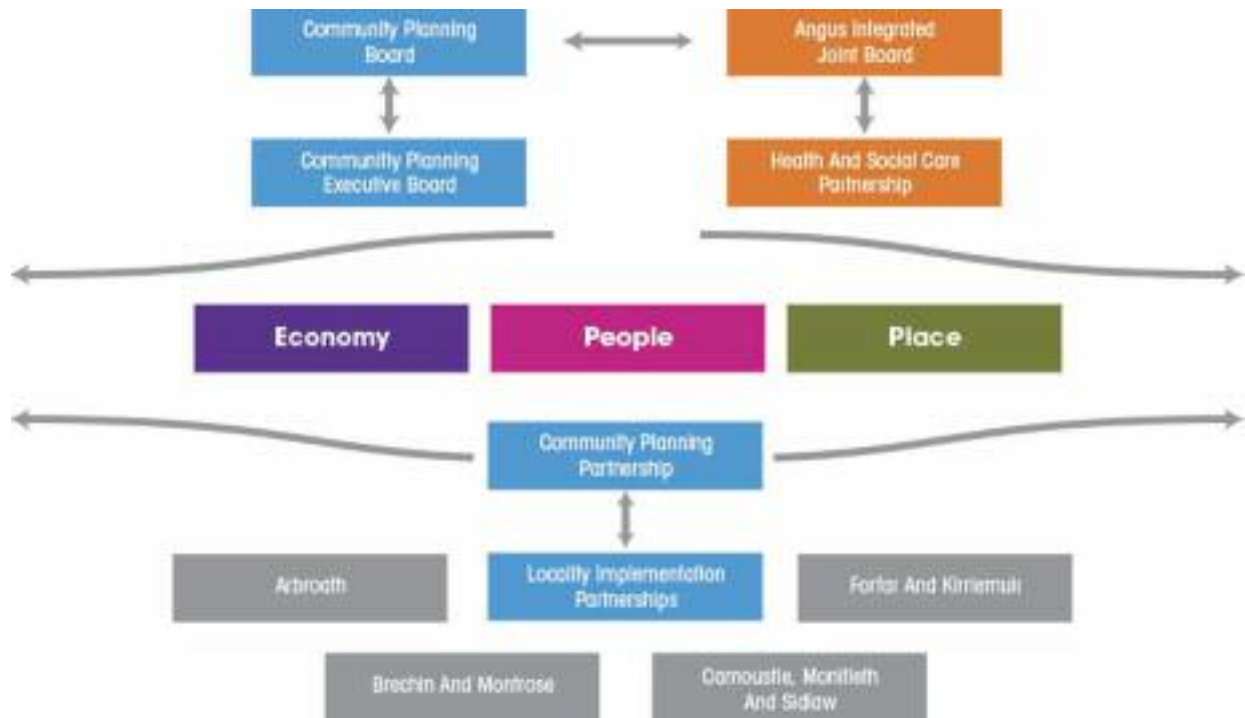 Community Planning
Board
Angus Integrated
Joint Board
Community Planning
Executive Board
Health And Social Care
Partnership
Economy
People
Place
Community Planning
Partnership
Arbroath
Locality Implementation
Partnerships
Forfar And Kirriemuir
Brechin And Montrose
Carnoustie, Monifieth
And Sidlaw